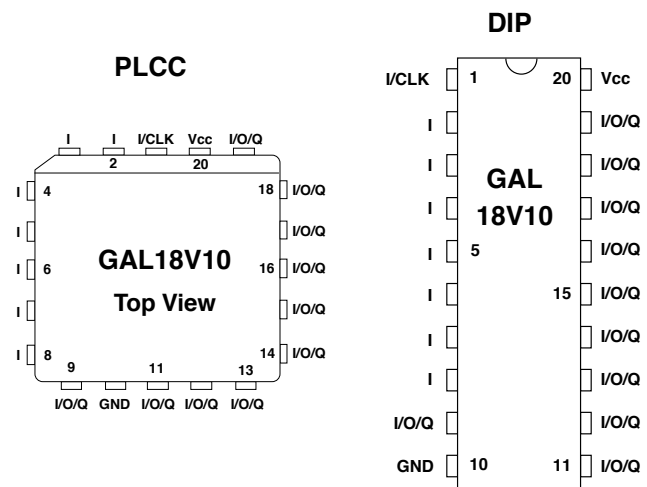 DIP
PLCC
I/CLK 1 20 Vcc
I I/O/Q
I I/O/Q
I GAL I/O/Q
18V10
I 5 I/O/Q
I 15 I/O/Q
I I/O/Q
I I/O/Q
I/O/Q I/O/Q
GND 10 11 I/O/Q
I I I/CLK Vcc I/O/Q
2 20
I 4 18 I/O/Q
I I/O/Q
I 6 GAL18V10 16 I/O/Q
I Top View I/O/Q
I 8 14 I/O/Q
9 11 13
I/O/Q GND I/O/Q I/O/Q I/O/Q